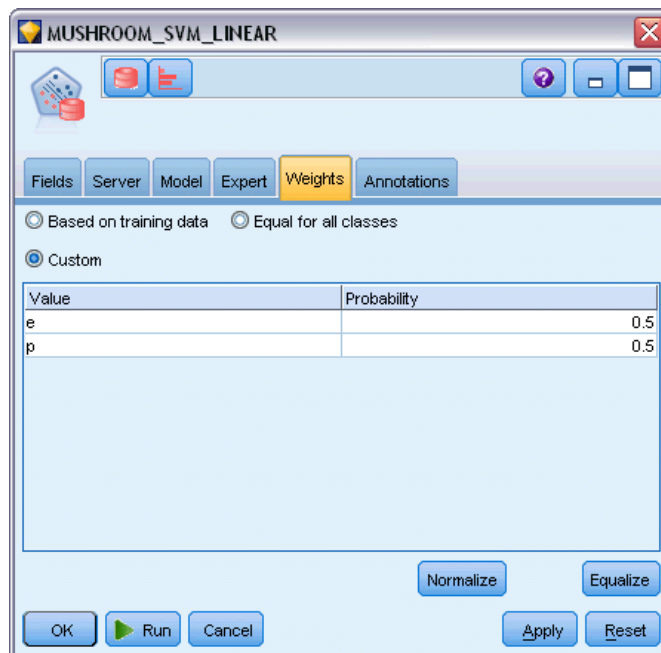 MUSHROOM_SVM_LINEAR
Fields Server Model Expert Weights Annotations
Based on training data Equal for all classes
Custom
Value Probability
e 0.5
p 0.5
Normalize Equalize
OK Run Cancel Apply Reset